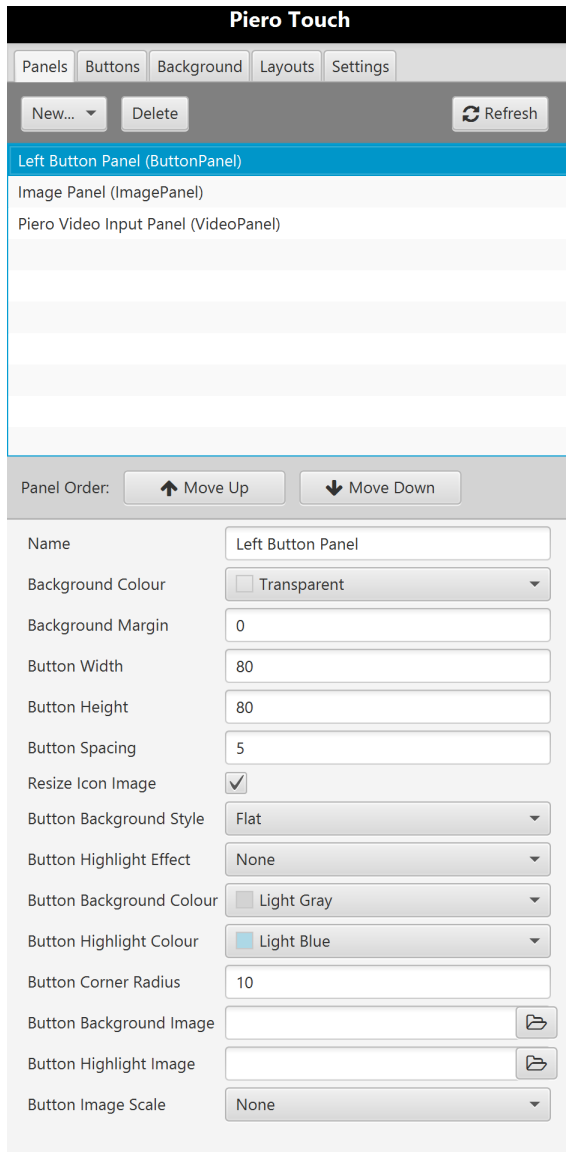 Piero Touch
Panels Buttons Background Layouts Settings
New... Delete Refresh
Left Button Panel (ButtonPanel)
Image Panel (ImagePanel)
Piero Video Input Panel (VideoPanel)
Panel Order: Move Up Move Down
Name Left Button Panel
Background Colour Transparent
Background Margin 0
Button Width 80
Button Height 80
Button Spacing 5
Resize Icon Image
Button Background Style Flat
Button Highlight Effect None
Button Background Colour Light Gray
Button Highlight Colour Light Blue
Button Corner Radius 10
Button Background Image
Button Highlight Image
Button Image Scale None